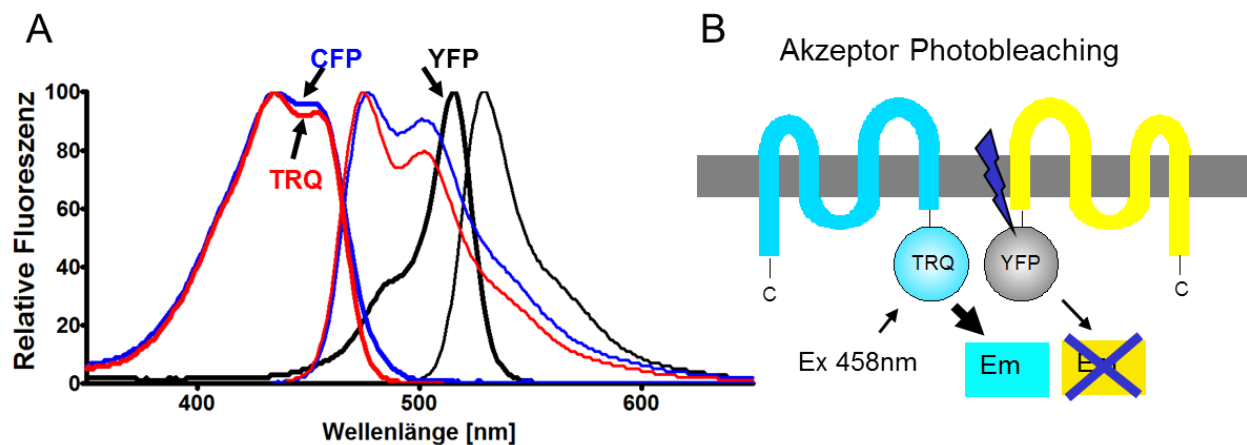 A
CFP
YFP
TRQ
100
80
60
40
20
0
Relative Fluoreszenz
400
500
600
Wellenlänge [nm]
B
Akzeptor Photobleaching
TRQ
YFP
C
C
Ex 458nm
Em
Em